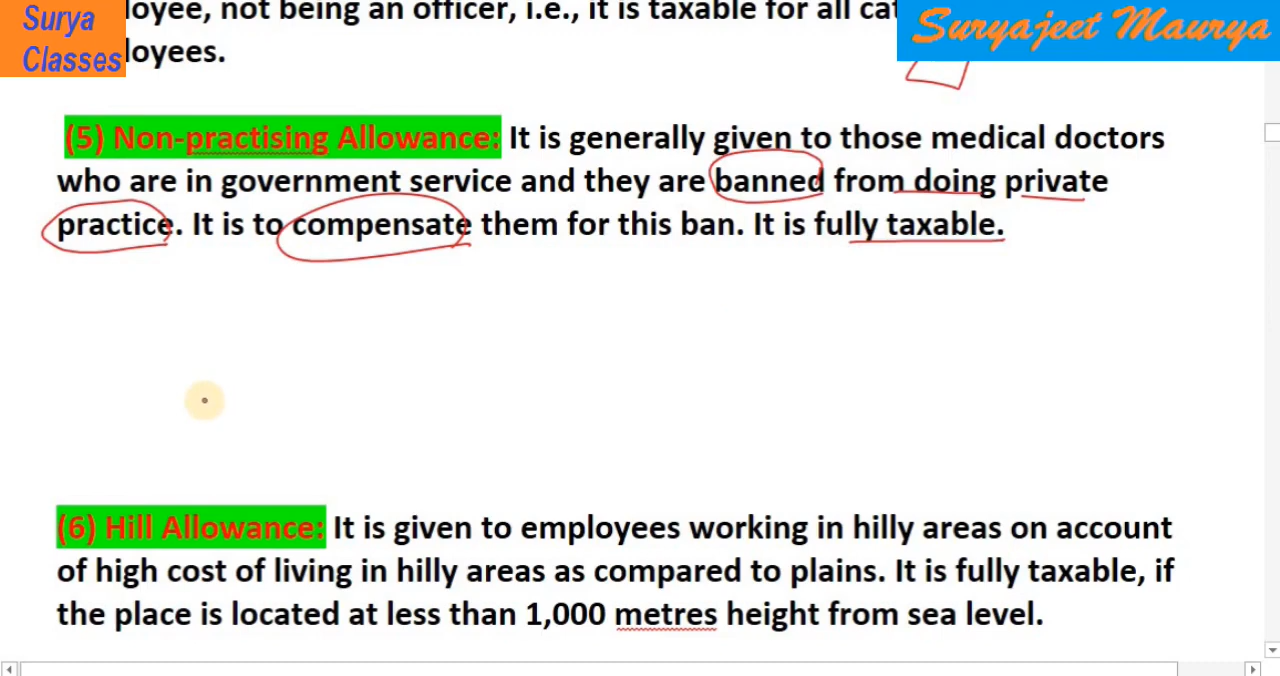 Surya
Classes
Suryajeet Maurya
loyee, not being an officer, i.e., it is taxable for all
loyees.
(5) Non-practising Allowance: It is generally given to those medical doctors
who are in government service and they are banned from doing private
practice. It is to compensate them for this ban. It is fully taxable.
(6) Hill Allowance: It is given to employees working in hilly areas on account
of high cost of living in hilly areas as compared to plains. It is fully taxable, if
the place is located at less than 1,000 metres height from sea level.